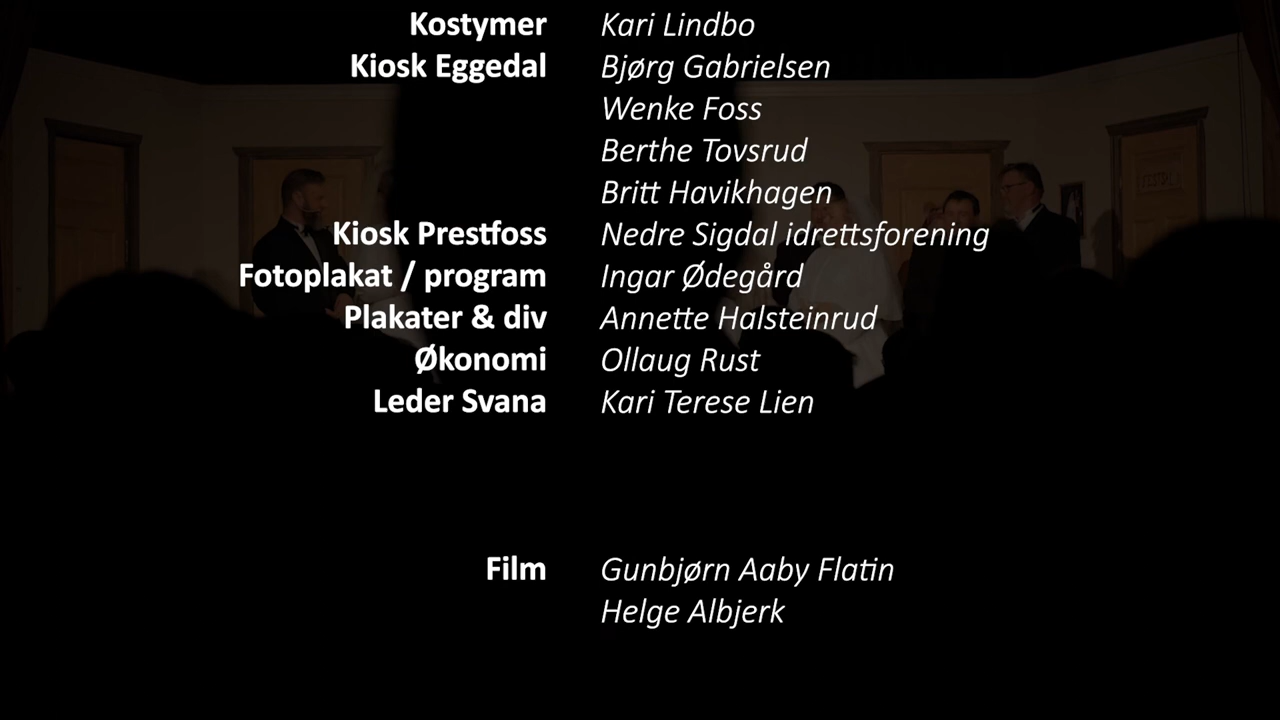 Kostymer Kari Lindbo
Kiosk Eggedal Bjørg Gabrielsen
Wenke Foss
Berthe Tovsrud
Britt Havikhagen
Kiosk Prestfoss Nedre Sigdal idrettsforening
Fotoplakat / program Ingar Ødegård
Plakater & div Annette Halsteinrud
Økonomi Ollaug Rust
Leder Svana Kari Terese Lien
Film Gunbjørn Aaby Flatin
Helge Albjerk